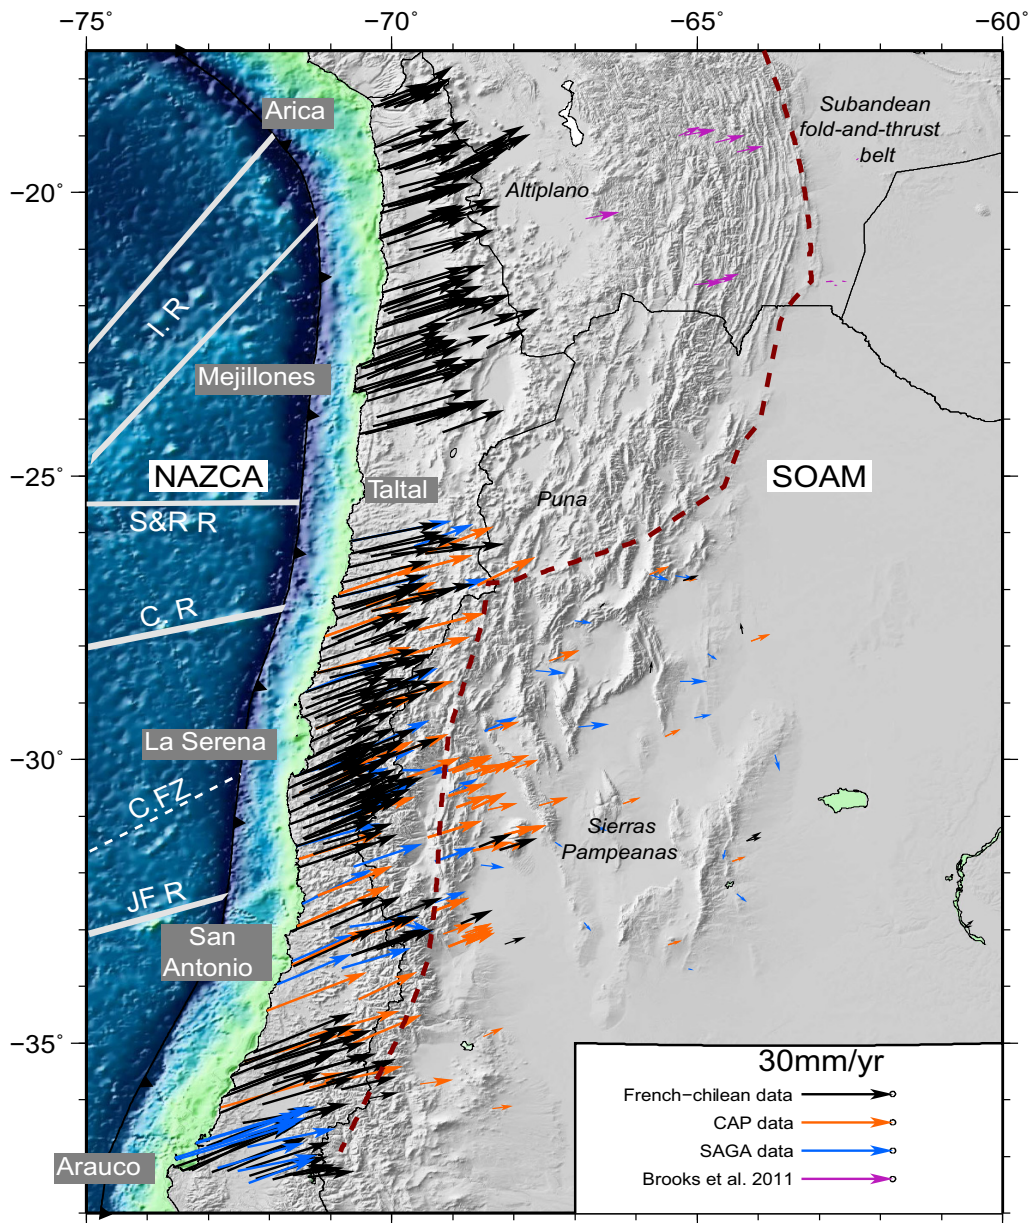 −75˚
−70˚
−65˚
−60˚
−20˚
−25˚
−30˚
−35˚
Arica
Subandean
fold-and-thrust
belt
Altiplano
I. R
Mejillones
NAZCA
SOAM
Taltal
Puna
S&R R
C. R
La Serena
C.FZ
Sierras
Pampeanas
JF R
San
Antonio
Arauco
30mm/yr
French−chilean data
CAP data
SAGA data
Brooks et al. 2011